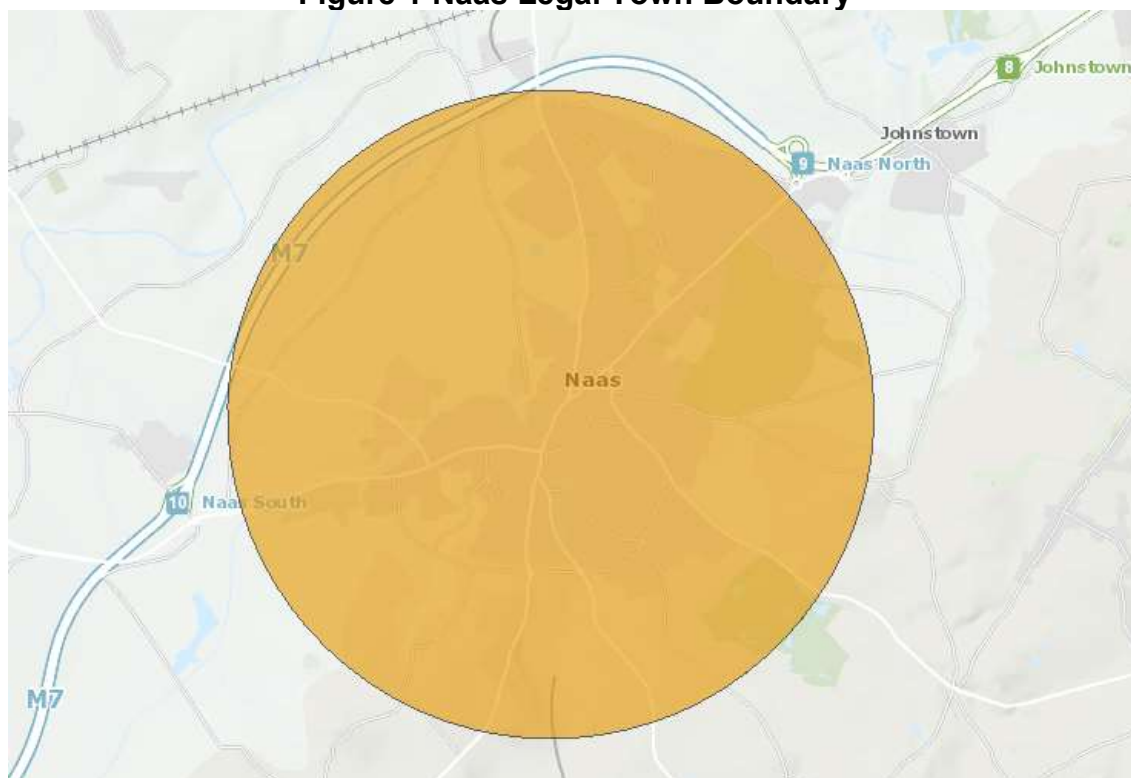 Figure 1 Naas Legal Town Boundary
8 Johnstown
Johnstown
9 Naas North
M7
Naas
10 Naas South
M7